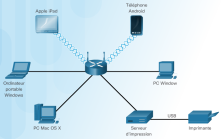 Apple iPad
Téléphone
Android
Ordinateur
portable
Windows
PC Window
PC Mac OS X
Serveur
d'impression
USB
Imprimante